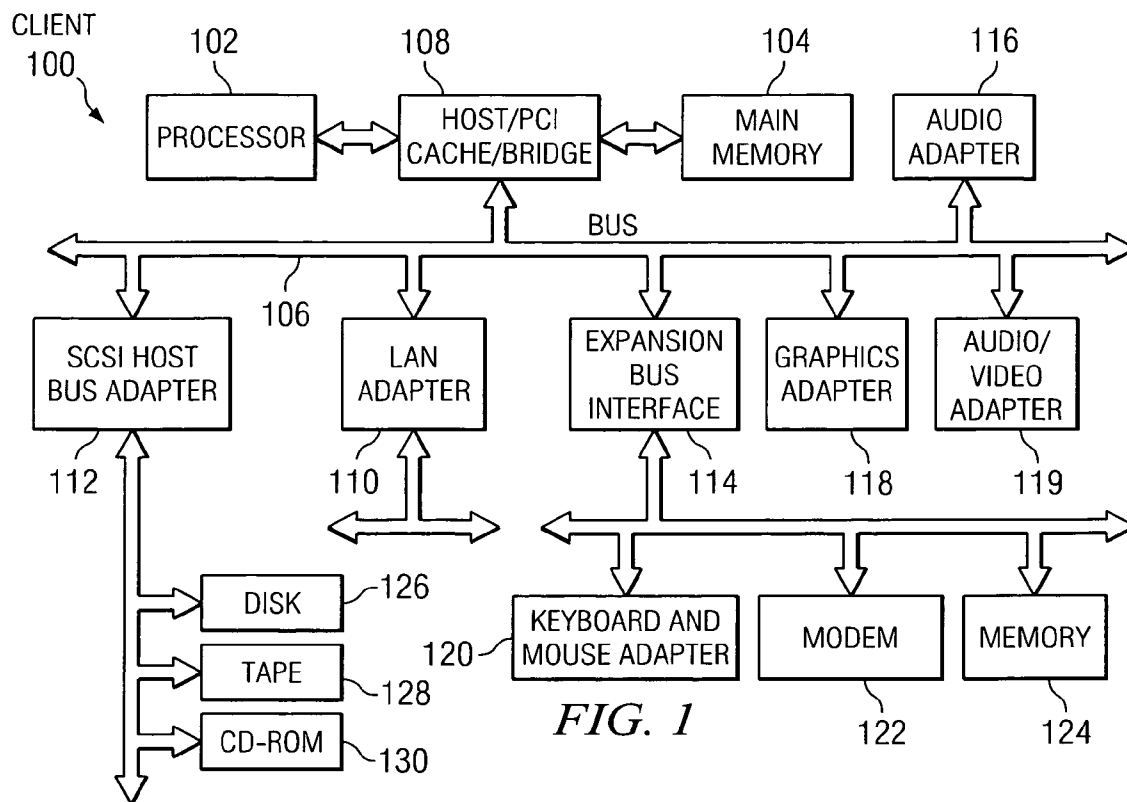 CLIENT
100
102
108
104
116
PROCESSOR
HOST/PCI
CACHE/BRIDGE
MAIN
MEMORY
AUDIO
ADAPTER
BUS
106
SCSI HOST
BUS ADAPTER
LAN
ADAPTER
EXPANSION
BUS
INTERFACE
GRAPHICS
ADAPTER
AUDIO/
VIDEO
ADAPTER
112
110
114
118
119
DISK
126
TAPE
128
CD-ROM
130
120
KEYBOARD AND
MOUSE ADAPTER
MODEM
MEMORY
122
124
FIG. 1